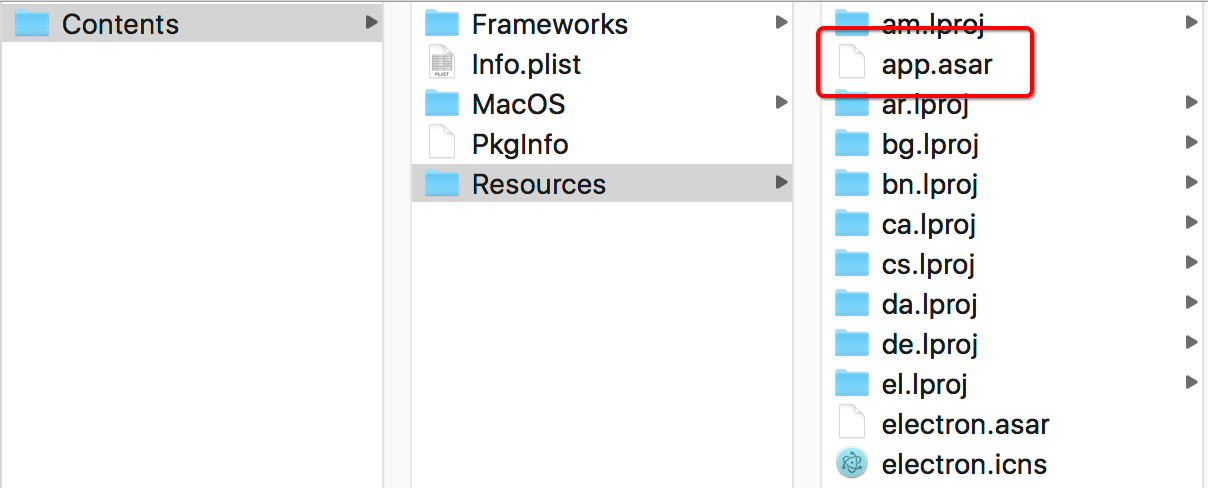 Contents
Frameworks
Info.plist
MacOS
PkgInfo
Resources
am.lproj
app.asar
ar.lproj
bg.lproj
bn.lproj
ca.lproj
cs.lproj
da.lproj
de.lproj
el.lproj
electron.asar
electron.icns